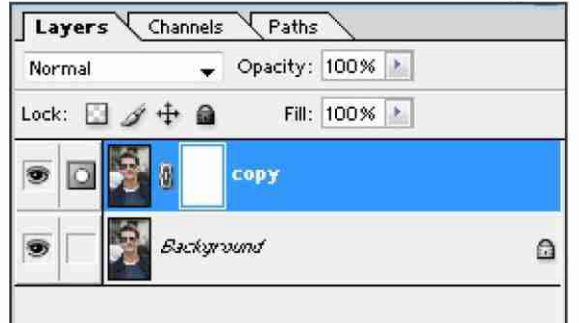 Layers Channels Paths
Normal Opacity: 100%
Lock: Fill: 100%
copy
Background